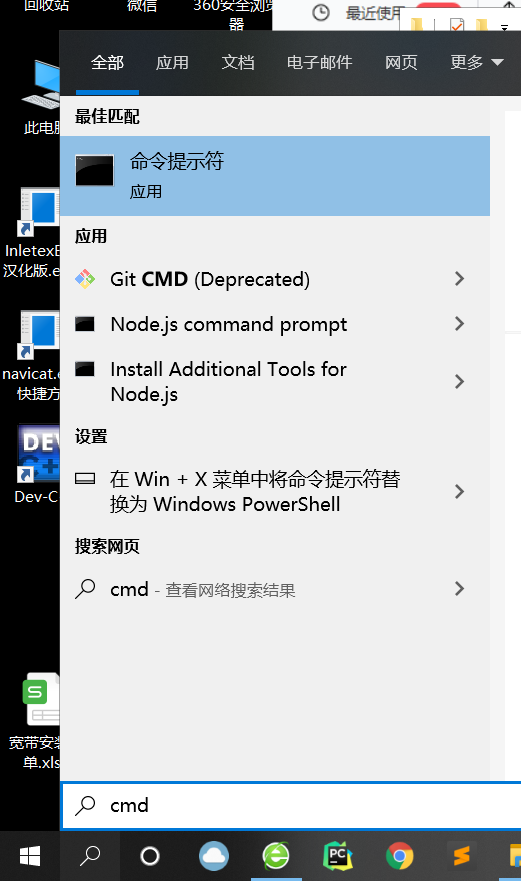 回收站
微信
360安全浏览
器
最近使用
此电脑
InletexE
汉化版.e
navicat.e
快捷方
DEV
C++
Dev-C
宽带安装
单.xls
全部
应用
文档
电子邮件
网页
更多
最佳匹配
命令提示符
应用
应用
Git CMD (Deprecated)
Node.js command prompt
Install Additional Tools for
Node.js
设置
在 Win + X 菜单中将命令提示符替
换为 Windows PowerShell
搜索网页
cmd - 查看网络搜索结果
cmd
PC